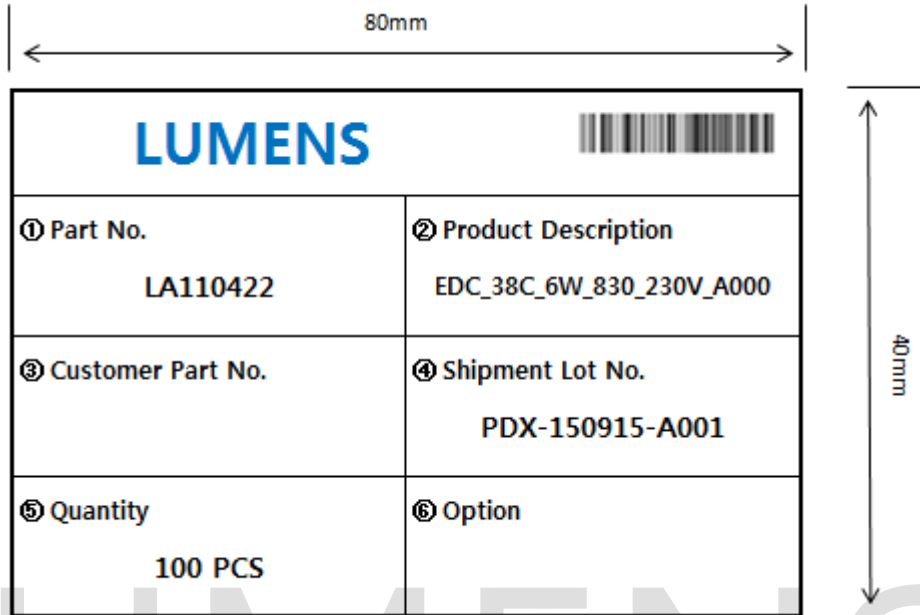 80mm
LUMENS
① Part No.
LA110422
② Product Description
EDC_38C_6W_830_230V_A000
③ Customer Part No.
④ Shipment Lot No.
PDX-150915-A001
⑤ Quantity
100 PCS
⑥ Option
40mm